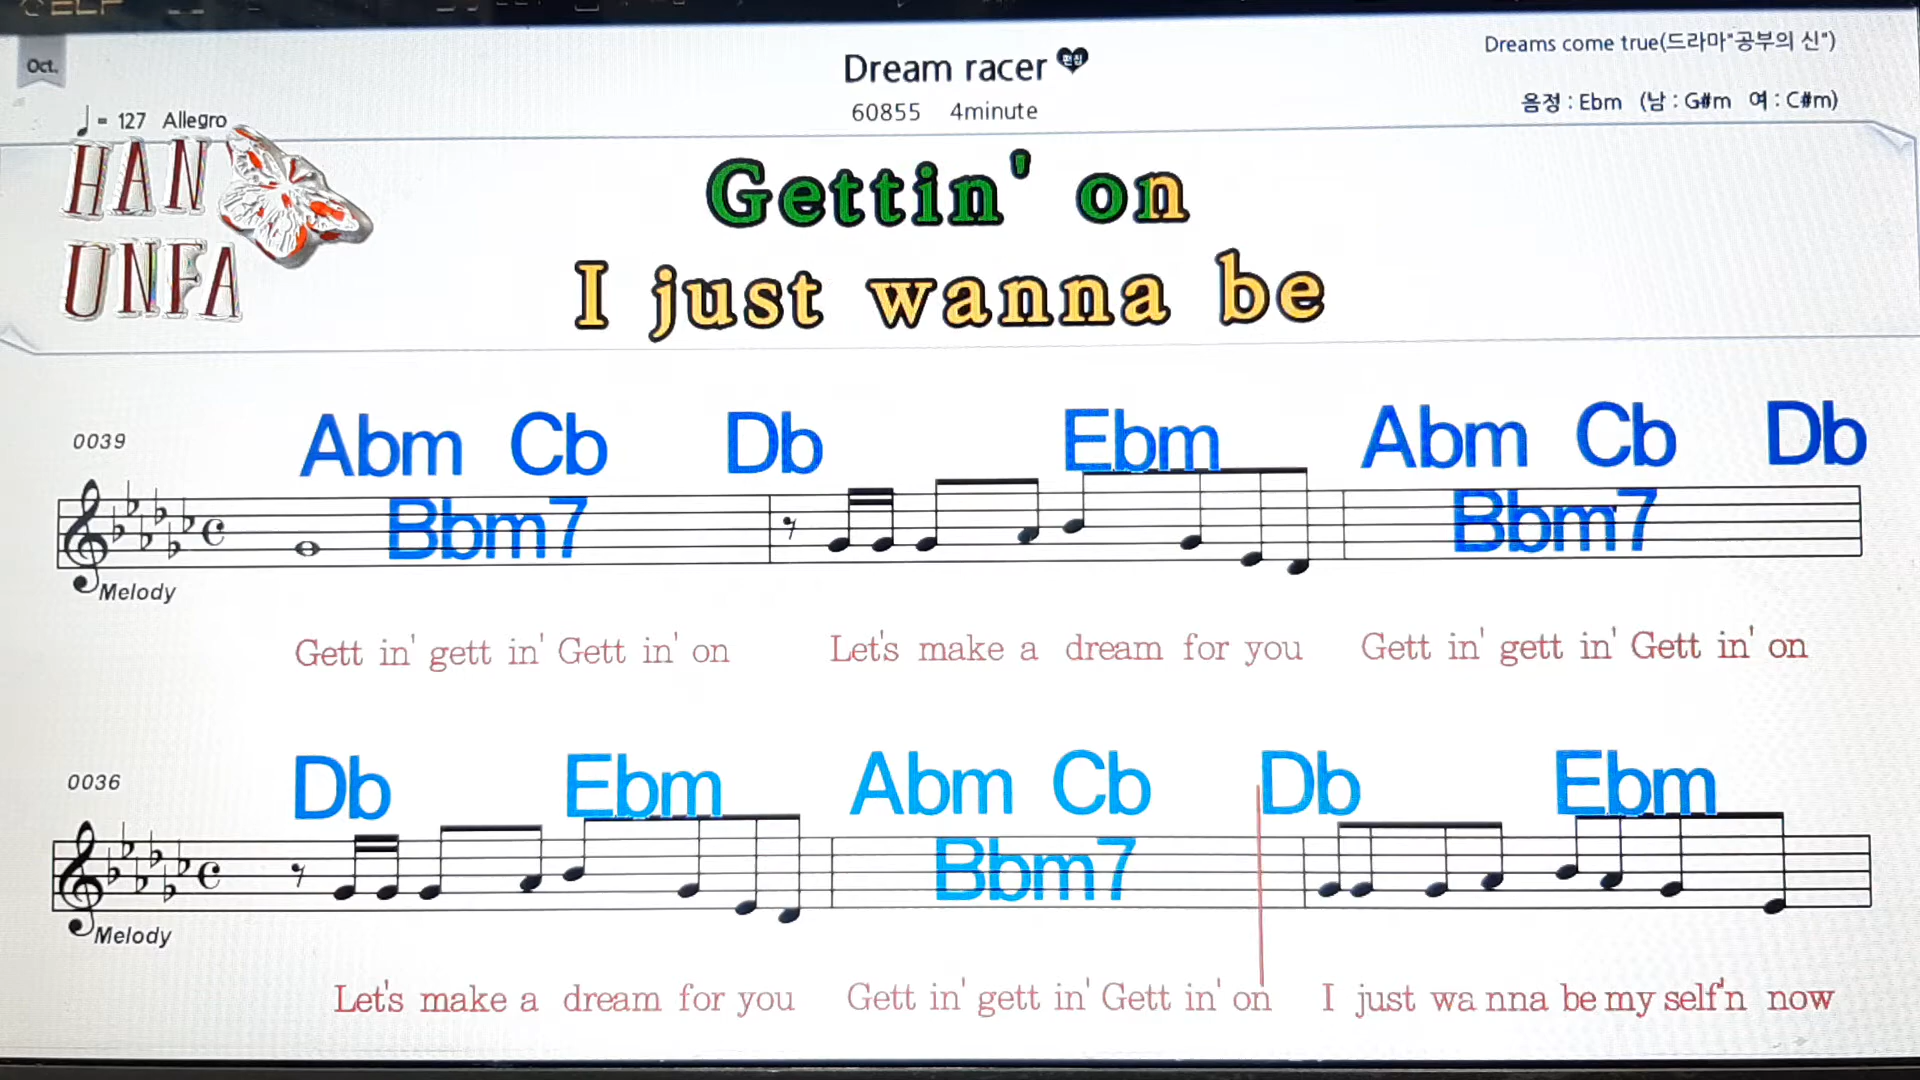 Oct.
Dream racer 편집
Dreams come true(드라마"공부의 신")
60855 4minute
음정 : Ebm (남 : G#m 여 : C#m)
= 127 Allegro
HAN
UNFA
Gettin' on
I just wanna be
0039
Abm Cb Db Ebm Abm Cb Db
Bbm7 Bbm7
Melody
Gett in' gett in' Gett in' on Let's make a dream for you Gett in' gett in' Gett in' on
0036
Db Ebm Abm Cb Db Ebm
Bbm7
Melody
Let's make a dream for you Gett in' gett in' Gett in' on I just wa nna be my self'n now